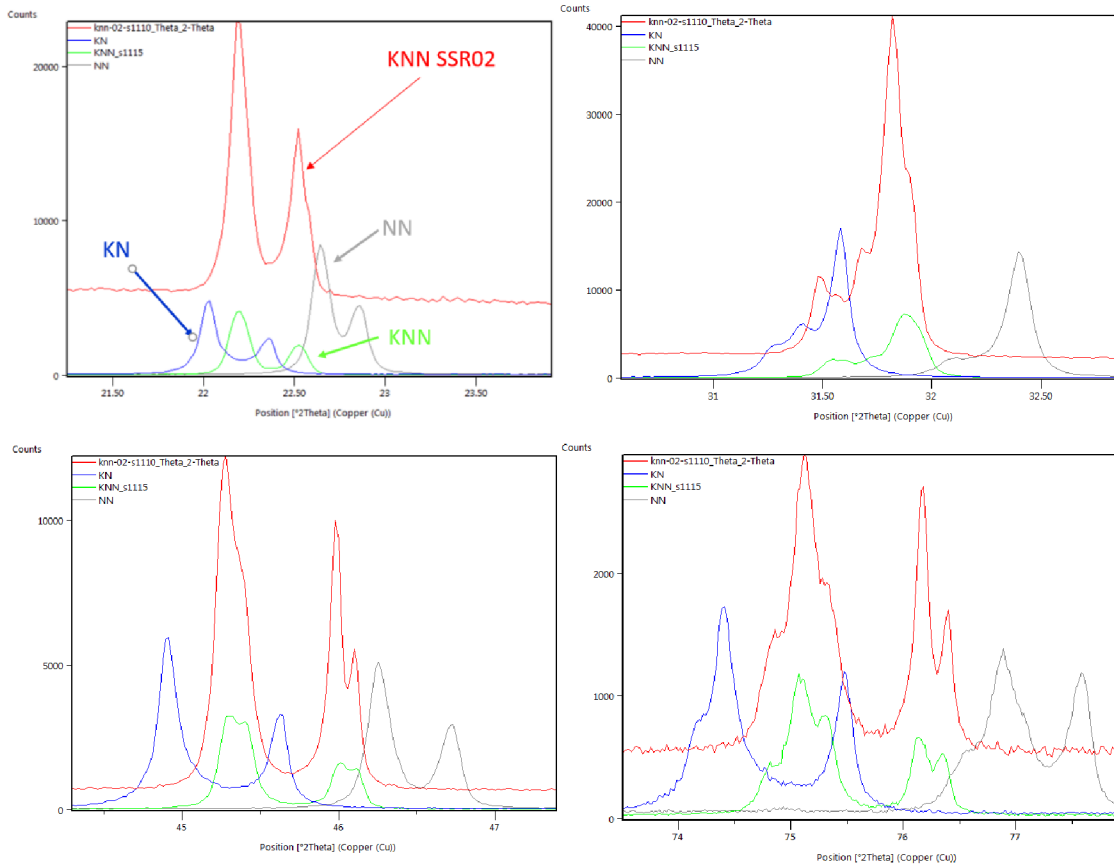 Counts
knn-02-s1110_Theta_2-Theta
KN
KNN_s1115
NN
20000
10000
0
KNN SSR02
NN
KN
KNN
21.50
22
22.50
23
23.50
Position [°2Theta] (Copper (Cu))
Counts
knn-02-s1110_Theta_2-Theta
KN
KNN_s1115
NN
40000
30000
20000
10000
0
31
31.50
32
32.50
Position [°2Theta] (Copper (Cu))
Counts
knn-02-s1110_Theta_2-Theta
KN
KNN_s1115
NN
10000
5000
0
45
46
47
Position [°2Theta] (Copper (Cu))
Counts
knn-02-s1110_Theta_2-Theta
KN
KNN_s1115
NN
2000
1000
0
74
75
76
77
Position [°2Theta] (Copper (Cu))